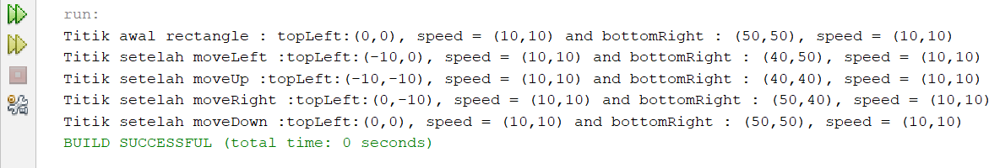 run:
Titik awal rectangle : topLeft:(0,0), speed = (10,10) and bottomRight : (50,50), speed = (10,10)
Titik setelah moveLeft :topLeft:(-10,0), speed = (10,10) and bottomRight : (40,50), speed = (10,10)
Titik setelah moveUp :topLeft:(-10,-10), speed = (10,10) and bottomRight : (40,40), speed = (10,10)
Titik setelah moveRight :topLeft:(0,-10), speed = (10,10) and bottomRight : (50,40), speed = (10,10)
Titik setelah moveDown :topLeft:(0,0), speed = (10,10) and bottomRight : (50,50), speed = (10,10)
BUILD SUCCESSFUL (total time: 0 seconds)